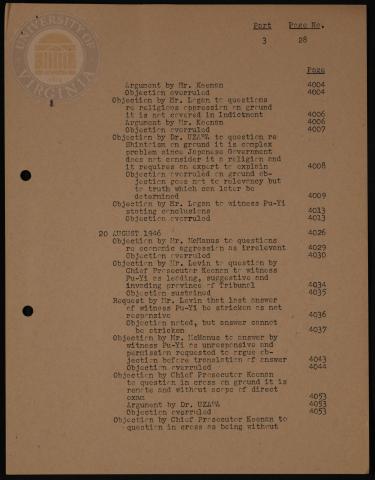 UNIVERSITY OF VIRGINIA
Part Page No.
3 28
Page
Argument by Mr. Keenan 4004
Objection overruled 4004
Objection by Mr. Logan to questions
re religious oppression on ground
it is not covered in Indictment 4006
Argument by Mr. Keenan 4006
Objection overruled 4007
Objection by Dr. UZAWA to question re
Shintoism on ground it is complex
problem since Japanese Government
does not consider it a religion and
it requires an expert to explain 4008
Objection overruled on ground ob-
jection goes not to relevancy but
to truth which can later be
determined 4009
Objection by Mr. Logan to witness Pu-Yi
stating conclusions 4013
Objection overruled 4013
20 AUGUST 1946 4026
Objection by Mr. McManus to questions
re economic aggression as irrelevant 4029
Objection overruled 4030
Objection by Mr. Levin to question by
Chief Prosecutor Keenan to witness
Pu-Yi as leading, suggestive and
invading province of Tribunal 4034
Objection sustained 4035
Request by Mr. Levin that last answer
of witness Pu-Yi be stricken as not
responsive 4036
Objection noted, but answer cannot
be stricken 4037
Objection by Mr. McManus to answer by
witness Pu-Yi as unresponsive and
permission requested to argue ob-
jection before translation of answer 4043
Objection overruled 4044
Objection by Chief Prosecutor Keenan
to question in cross on ground it is
remote and without scope of direct
exam 4053
Argument by Dr. UZAWA 4053
Objection overruled 4053
Objection by Chief Prosecutor Keenan to
question in cross as being without